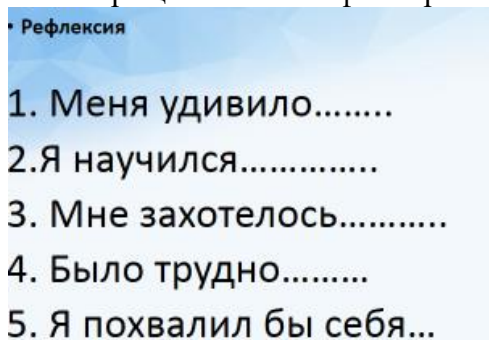 • Рефлексия
1. Меня удивило……..
2.Я научился…………..
3. Мне захотелось………..
4. Было трудно………
5. Я похвалил бы себя…